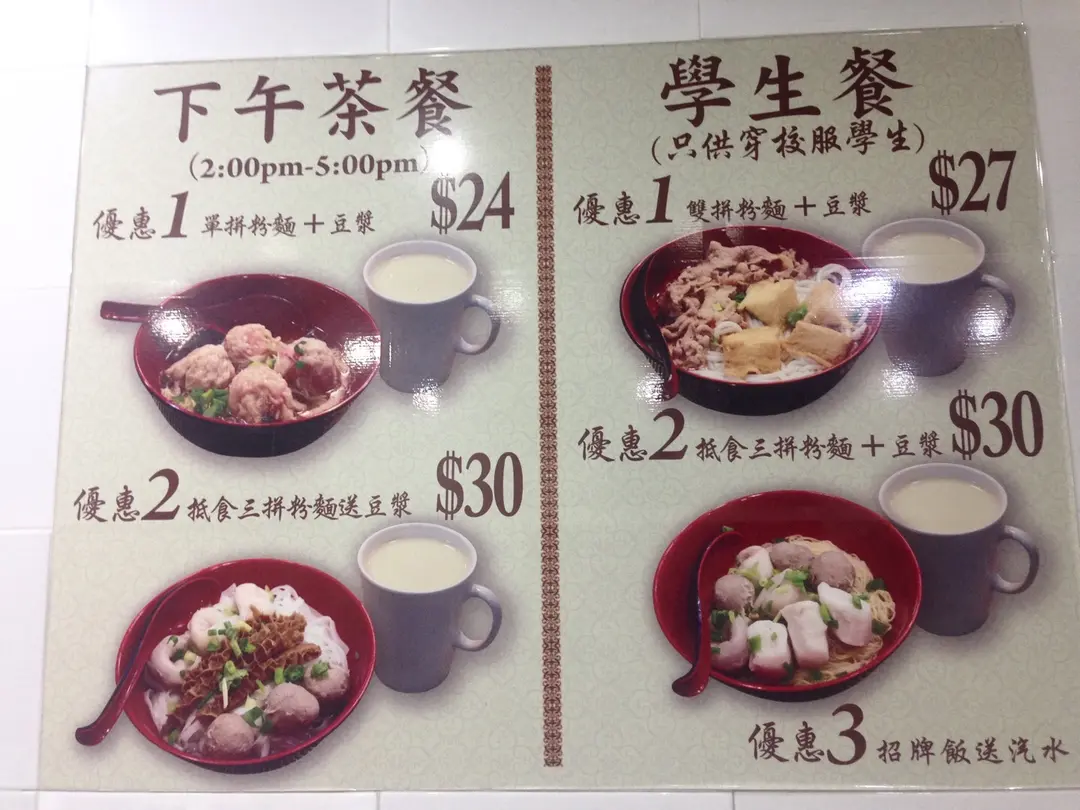 下午茶餐
(2:00pm-5:00pm)
優惠1 單拼粉麵＋豆漿 $24
優惠2 抵食三拼粉麵送豆漿 $30
學生餐
(只供穿校服學生)
優惠1 雙拼粉麵＋豆漿 $27
優惠2 抵食三拼粉麵＋豆漿 $30
優惠3 招牌飯送汽水